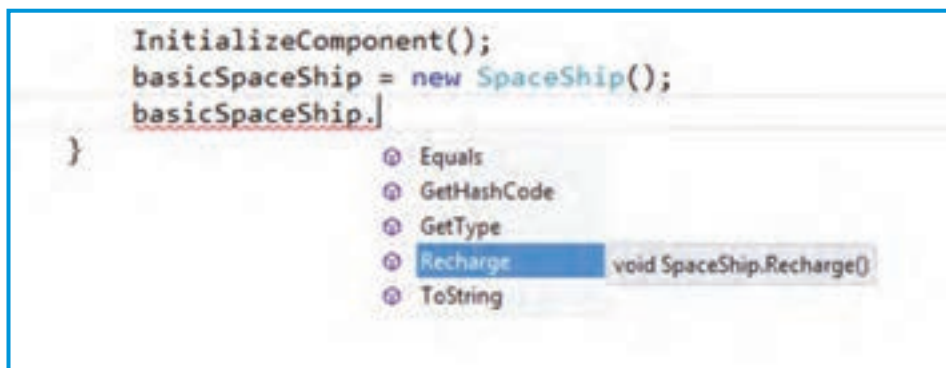 InitializeComponent();
basicSpaceShip = new SpaceShip();
basicSpaceShip.
}
Equals
GetHashCode
GetType
Recharge void SpaceShip.Recharge()
ToString